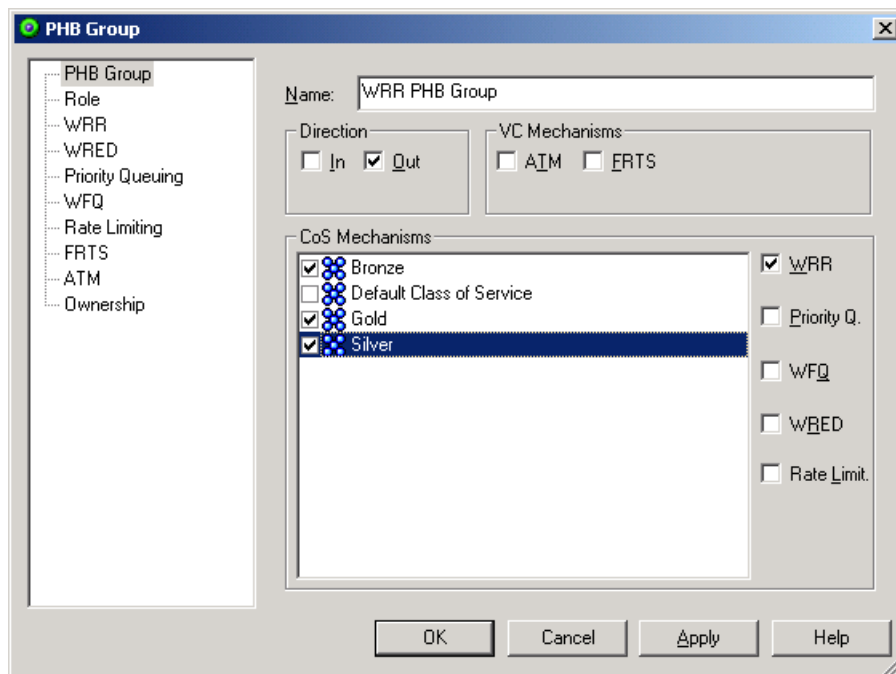 PHB Group
PHB Group
Role
WRR
WRED
Priority Queuing
WFQ
Rate Limiting
FRTS
ATM
Ownership
Name: WRR PHB Group
Direction
In Out
VC Mechanisms
ATM FRTS
CoS Mechanisms
Bronze
Default Class of Service
Gold
Silver
WRR
Priority Q.
WFQ
WRED
Rate Limit.
OK Cancel Apply Help